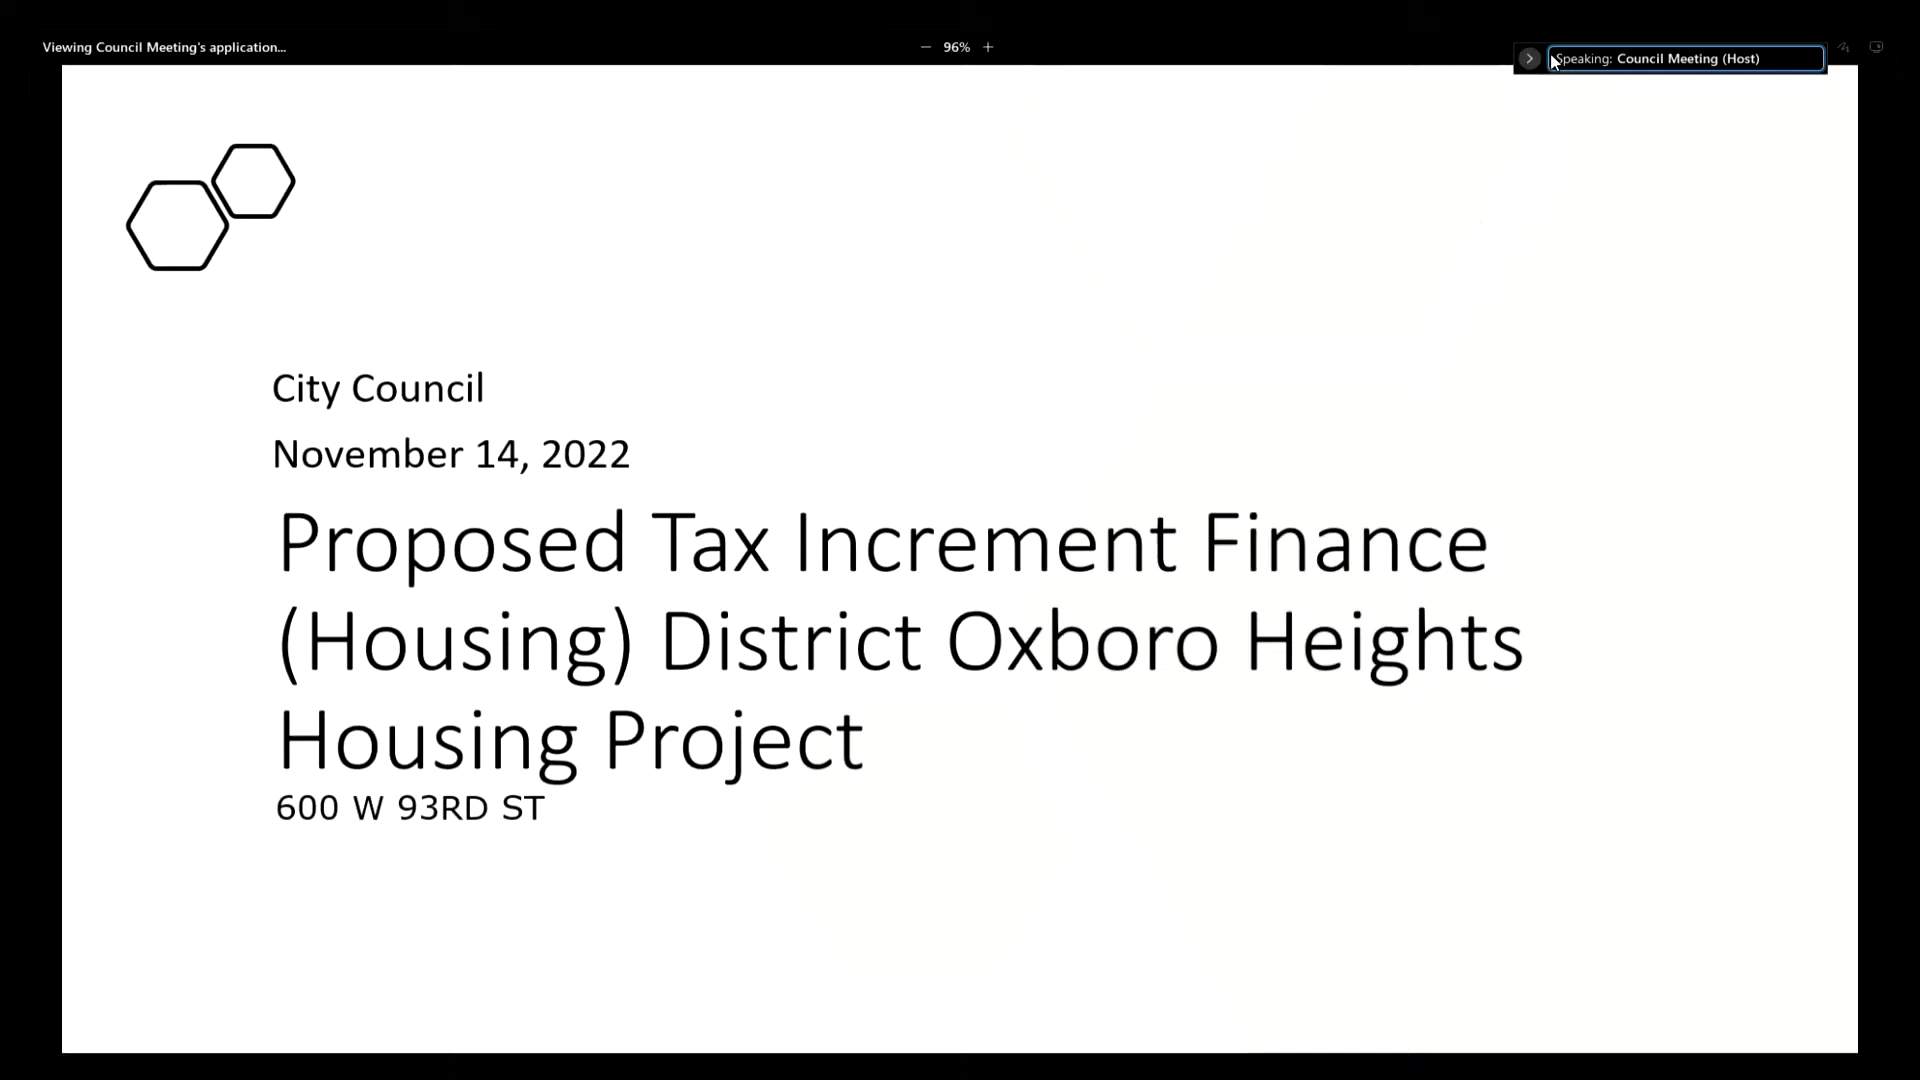 Viewing Council Meeting's application...
96%
Speaking: Council Meeting (Host)
City Council
November 14, 2022
Proposed Tax Increment Finance
(Housing) District Oxboro Heights
Housing Project
600 W 93RD ST